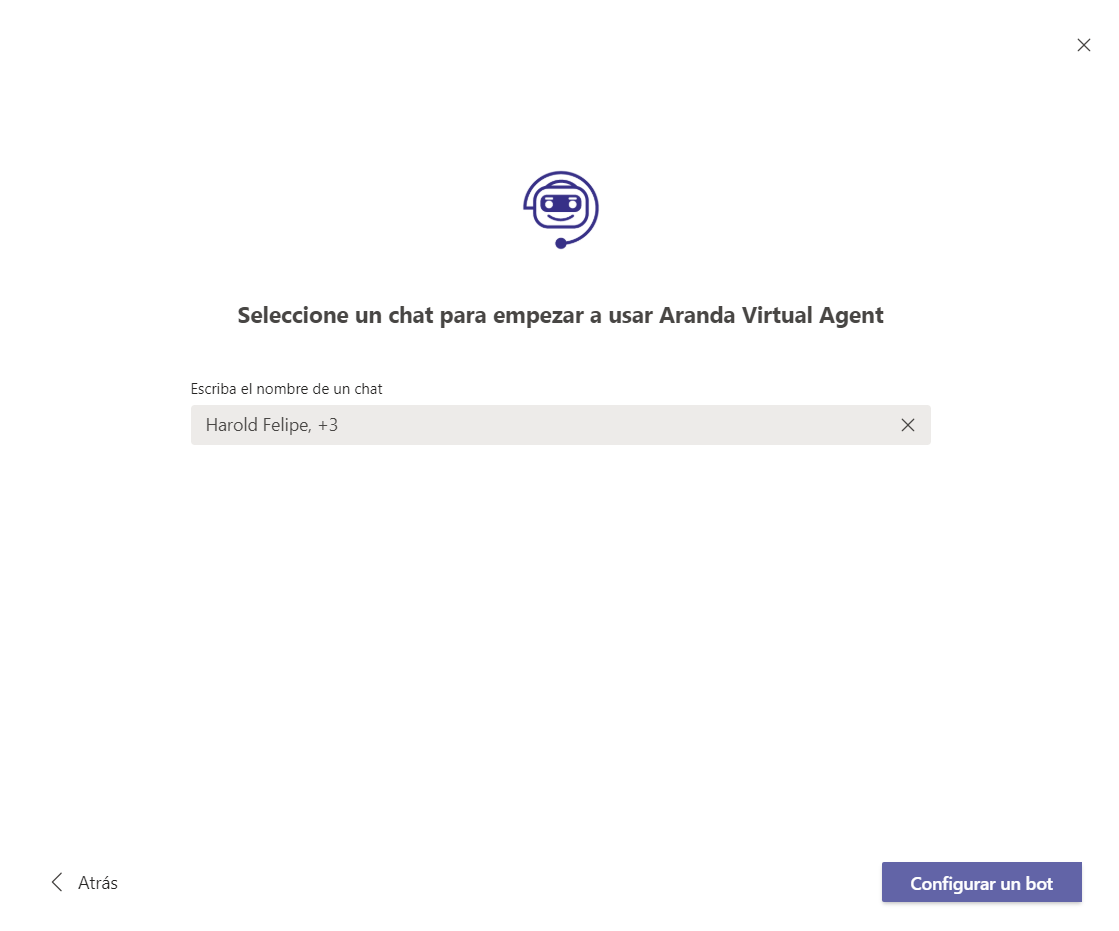 Seleccione un chat para empezar a usar Aranda Virtual Agent
Escriba el nombre de un chat
Harold Felipe, +3
Atrás
Configurar un bot